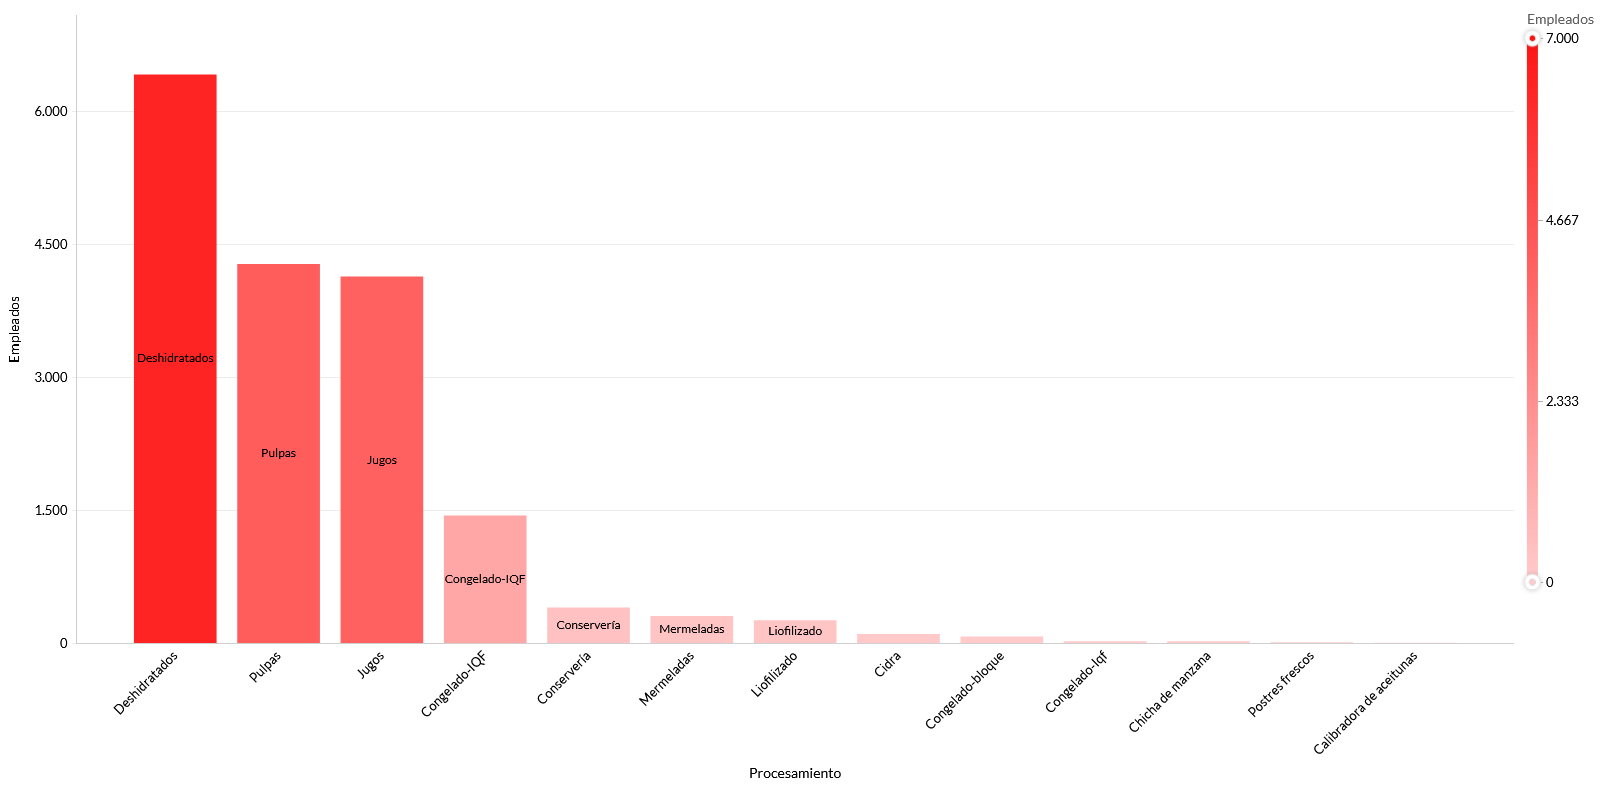 Empleados
7.000
4.667
2.333
0
Empleados
6.000
4.500
3.000
1.500
0
Deshidratados
Pulpas
Jugos
Congelado-IQF
Conservería
Mermeladas
Liofilizado
Deshidratados
Pulpas
Jugos
Congelado-IQF
Conservería
Mermeladas
Liofilizado
Cidra
Congelado-bloque
Congelado-Iqf
Chicha de manzana
Postres frescos
Calibradora de aceitunas
Procesamiento